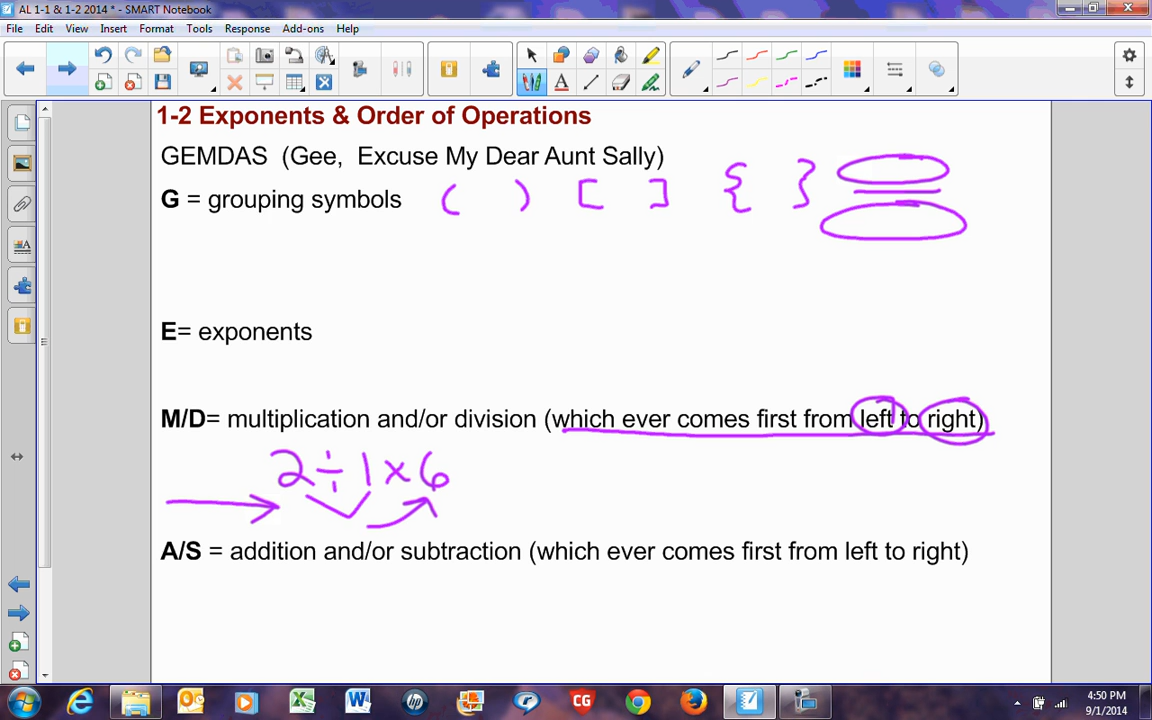 AL 1-1 & 1-2 2014 * - SMART Notebook
File Edit View Insert Format Tools Response Add-ons Help
1-2 Exponents & Order of Operations
GEMDAS (Gee, Excuse My Dear Aunt Sally)
G = grouping symbols ( ) [ ] { }
E= exponents
M/D= multiplication and/or division (which ever comes first from left to right)
2 ÷ 1 × 6
A/S = addition and/or subtraction (which ever comes first from left to right)
4:50 PM
9/1/2014